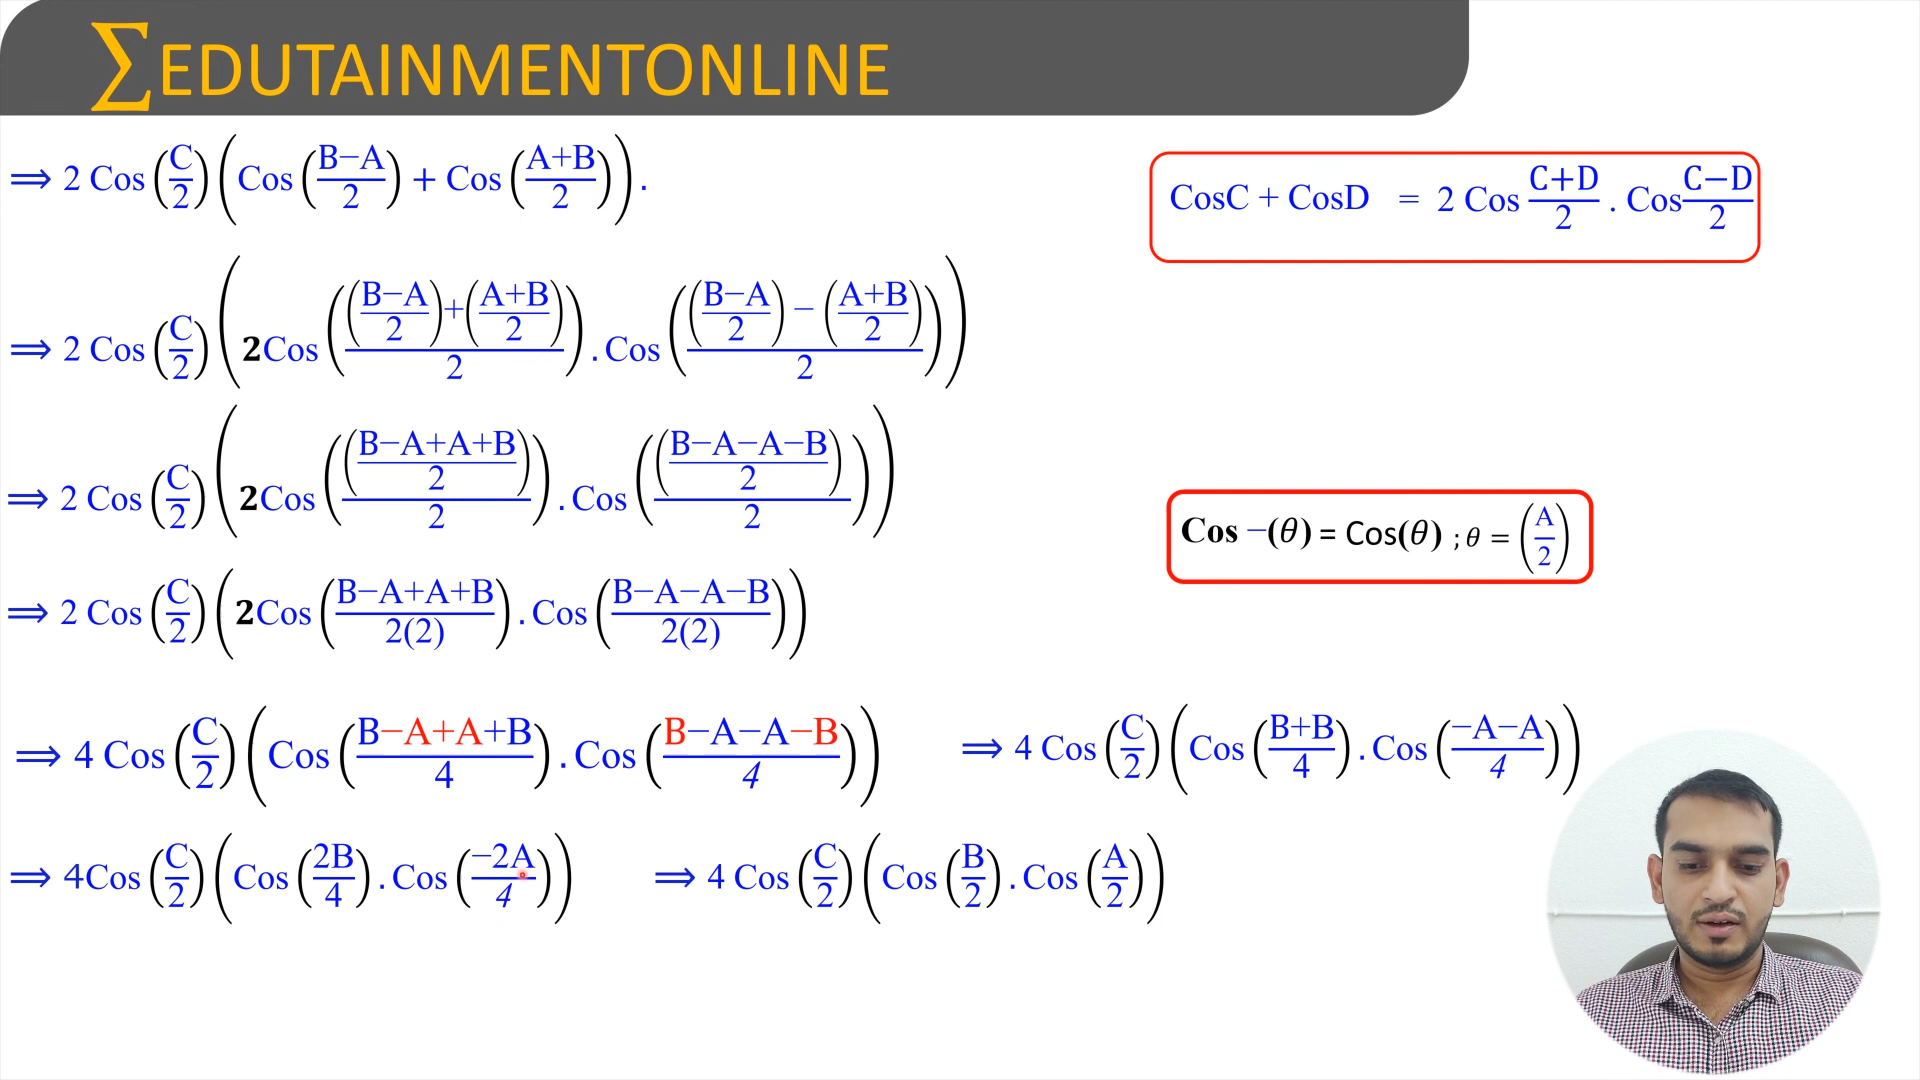 ∑EDUTAINMENTONLINE
⟹ 2 Cos (C/2) (Cos ((B−A)/2) + Cos ((A+B)/2)).
CosC + CosD = 2 Cos (C+D)/2 . Cos (C−D)/2
⟹ 2 Cos (C/2) (2Cos ((((B−A)/2)+((A+B)/2))/2) . Cos ((((B−A)/2) − ((A+B)/2))/2))
⟹ 2 Cos (C/2) (2Cos (((B−A+A+B)/2)/2) . Cos (((B−A−A−B)/2)/2))
Cos −(θ) = Cos(θ) ; θ = (A/2)
⟹ 2 Cos (C/2) (2Cos ((B−A+A+B)/2(2)) . Cos ((B−A−A−B)/2(2)))
⟹ 4 Cos (C/2) (Cos ((B−A+A+B)/4) . Cos ((B−A−A−B)/4)) ⟹ 4 Cos (C/2) (Cos ((B+B)/4) . Cos ((−A−A)/4))
⟹ 4Cos (C/2) (Cos (2B/4) . Cos (−2A/4)) ⟹ 4 Cos (C/2) (Cos (B/2) . Cos (A/2))